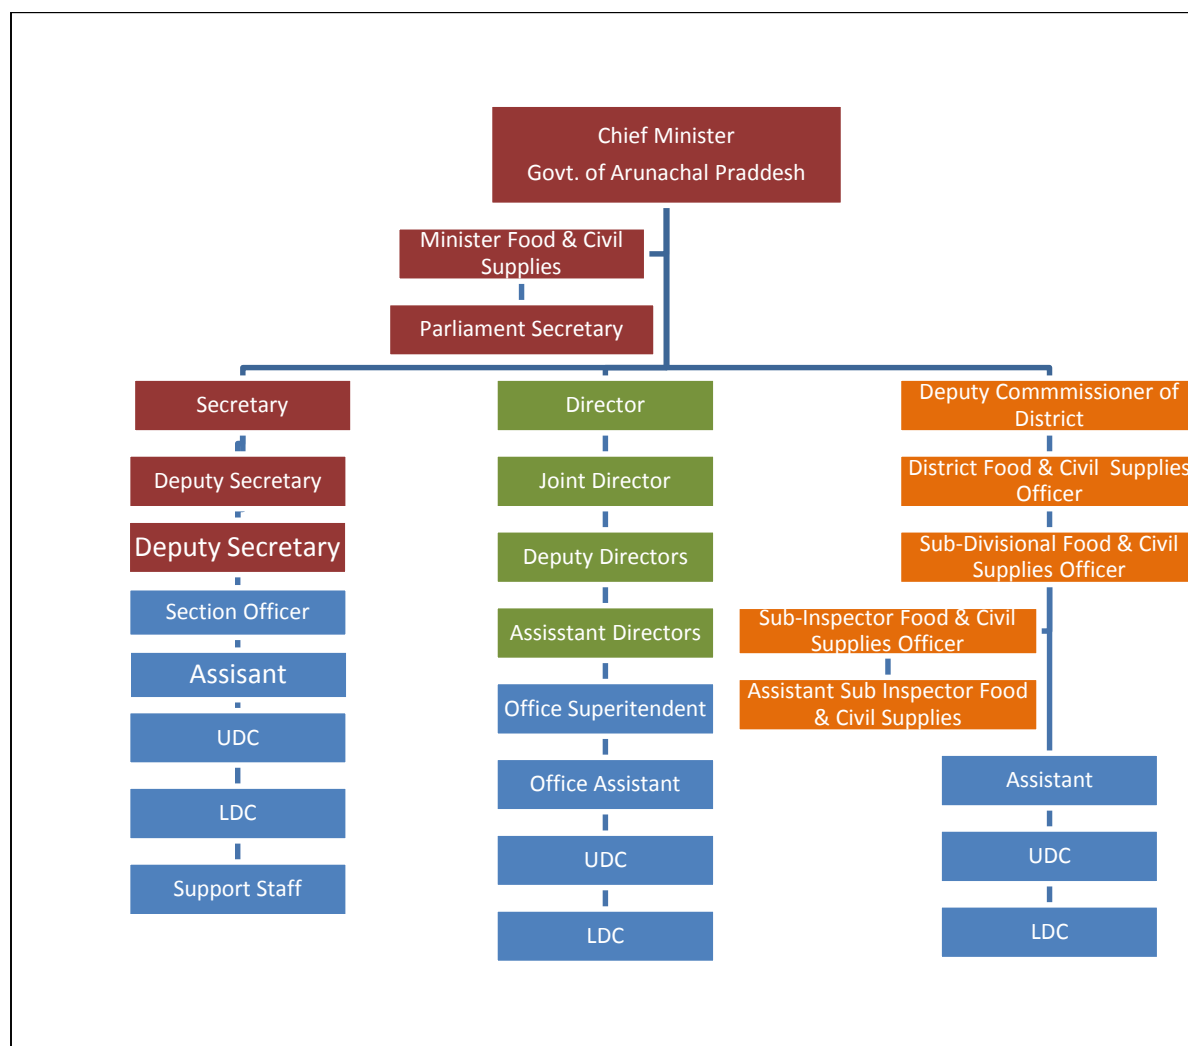 Chief Minister
Govt. of Arunachal Praddesh
Minister Food & Civil
Supplies
Parliament Secretary
Secretary
Deputy Secretary
Deputy Secretary
Section Officer
Assisant
UDC
LDC
Support Staff
Director
Joint Director
Deputy Directors
Assisstant Directors
Office Superitendent
Office Assistant
UDC
LDC
Deputy Commmissioner of
District
District Food & Civil Supplies
Officer
Sub-Divisional Food & Civil
Supplies Officer
Sub-Inspector Food & Civil
Supplies Officer
Assistant Sub Inspector Food
& Civil Supplies
Assistant
UDC
LDC